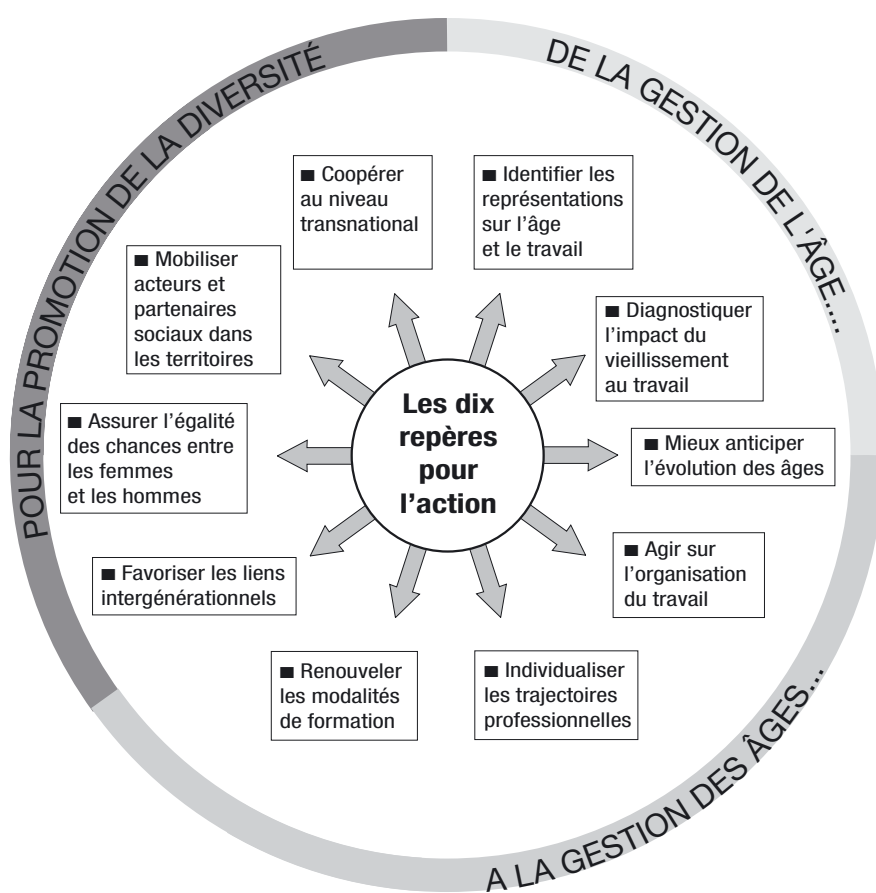 DE LA GESTION DE L'ÂGE....
A LA GESTION DES ÂGES...
POUR LA PROMOTION DE LA DIVERSITÉ
Les dix
repères
pour
l’action
■ Identifier les
représentations
sur l’âge
et le travail
■ Diagnostiquer
l’impact du
vieillissement
au travail
■ Mieux anticiper
l’évolution des âges
■ Agir sur
l’organisation
du travail
■ Individualiser
les trajectoires
professionnelles
■ Renouveler
les modalités
de formation
■ Favoriser les liens
intergénérationnels
■ Assurer l’égalité
des chances entre
les femmes
et les hommes
■ Mobiliser
acteurs et
partenaires
sociaux dans
les territoires
■ Coopérer
au niveau
transnational